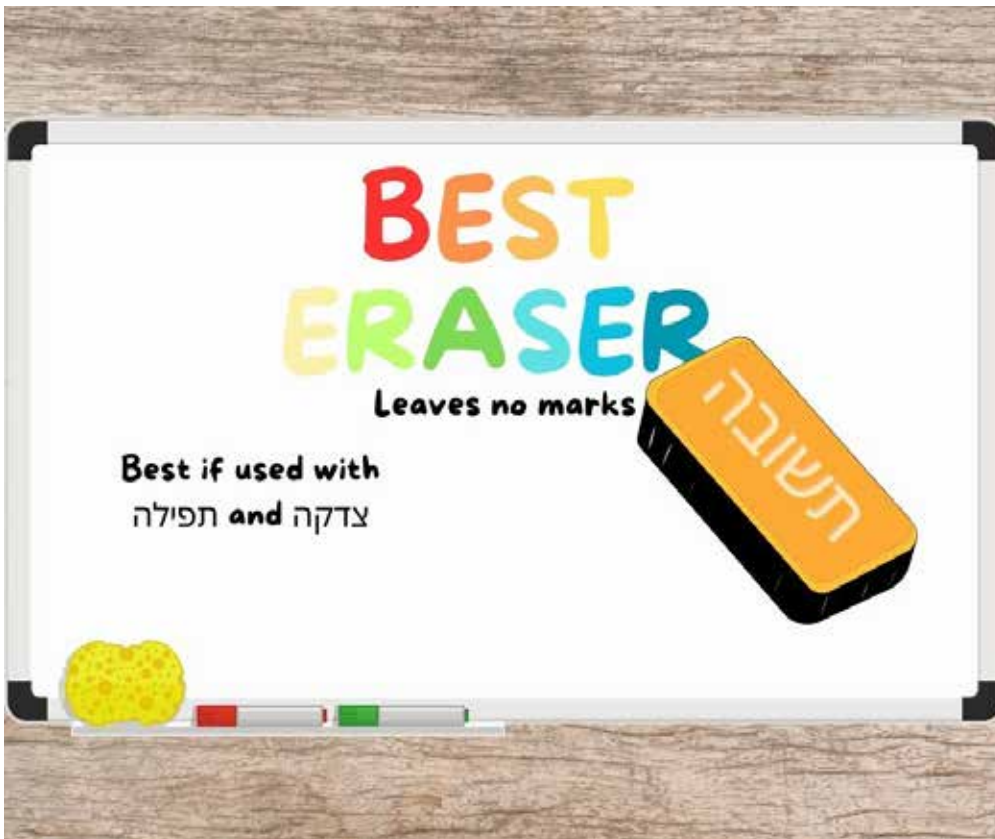 BEST
ERASER
Leaves no marks
תשובה
Best if used with
תפילה and צדקה